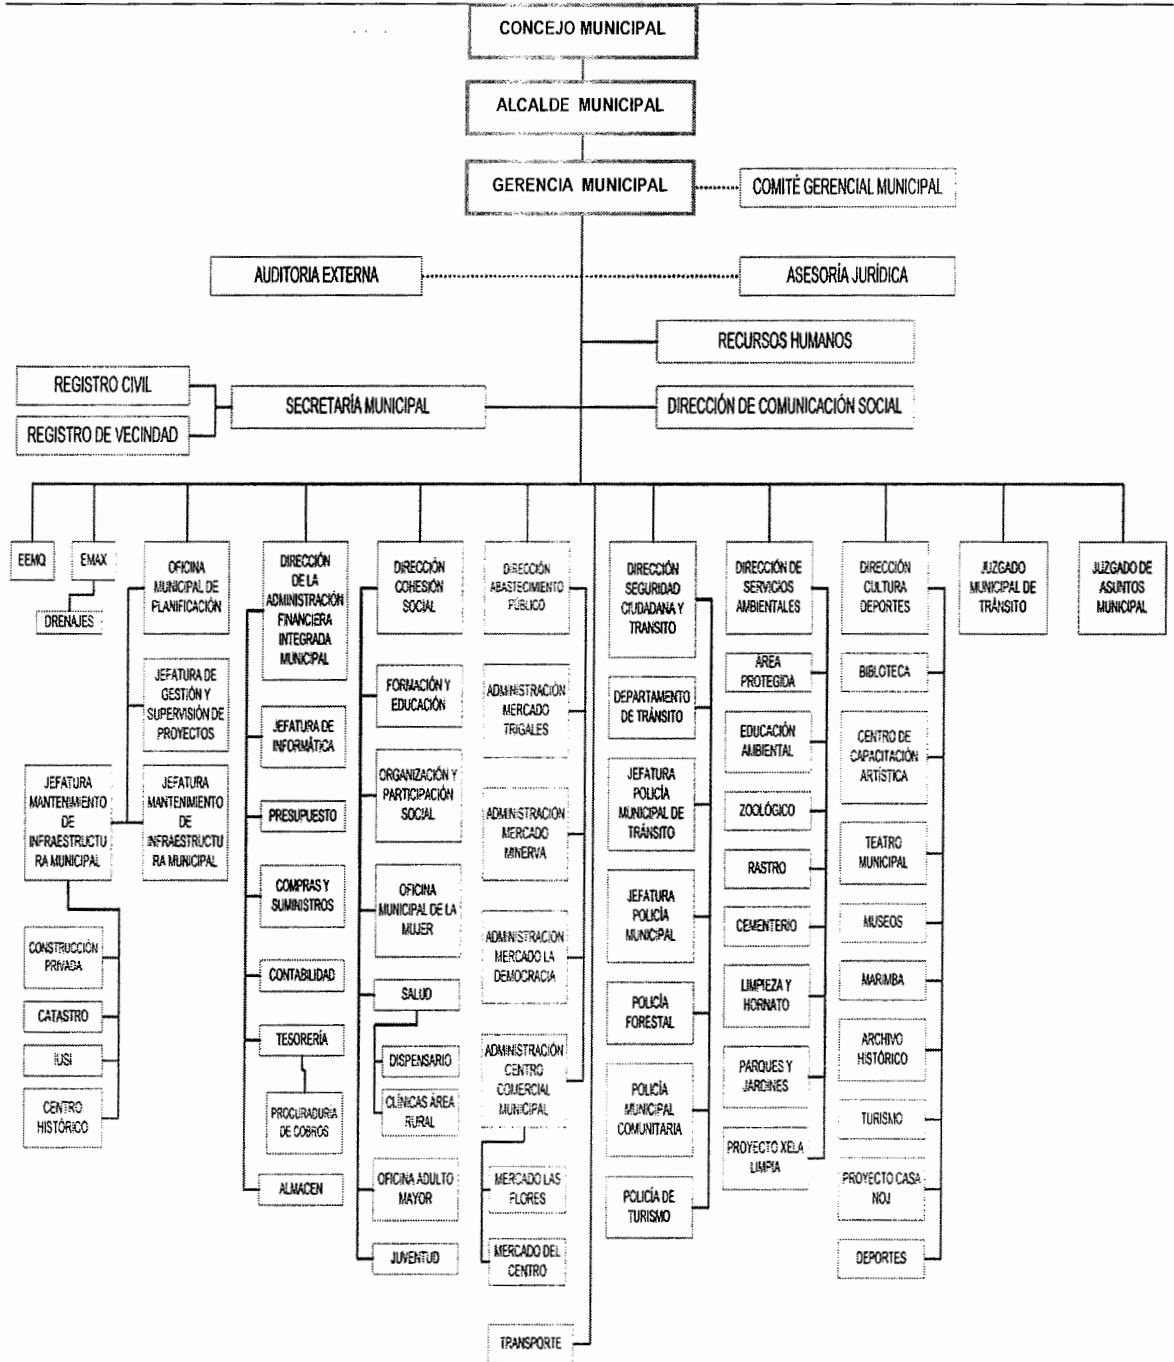 CONCEJO MUNICIPAL
ALCALDE MUNICIPAL
GERENCIA MUNICIPAL
COMITÉ GERENCIAL MUNICIPAL
AUDITORIA EXTERNA
ASESORÍA JURÍDICA
RECURSOS HUMANOS
REGISTRO CIVIL
SECRETARÍA MUNICIPAL
DIRECCIÓN DE COMUNICACIÓN SOCIAL
REGISTRO DE VECINDAD
EEMQ
EMAX
DRENAJES
OFICINA
MUNICIPAL DE
PLANIFICACIÓN
JEFATURA DE
GESTIÓN Y
SUPERVISIÓN DE
PROYECTOS
JEFATURA
MANTENIMIENTO
DE
INFRAESTRUCTU
RA MUNICIPAL
JEFATURA
MANTENIMIENTO
DE
INFRAESTRUCTU
RA MUNICIPAL
CONSTRUCCIÓN
PRIVADA
CATASTRO
IUSI
CENTRO
HISTÓRICO
DIRECCIÓN
DE LA
ADMINISTRACIÓN
FINANCIERA
INTEGRADA
MUNICIPAL
JEFATURA DE
INFORMÁTICA
PRESUPUESTO
COMPRAS Y
SUMINISTROS
CONTABILIDAD
TESORERÍA
PROCURADURIA
DE COBROS
ALMACEN
DIRECCIÓN
COHESIÓN
SOCIAL
FORMACIÓN Y
EDUCACIÓN
ORGANIZACIÓN Y
PARTICIPACIÓN
SOCIAL
OFICINA
MUNICIPAL DE LA
MUJER
SALUD
DISPENSARIO
CLÍNICAS ÁREA
RURAL
OFICINA ADULTO
MAYOR
JUVENTUD
DIRECCIÓN
ABASTECIMIENTO
PÚBLICO
ADMINISTRACIÓN
MERCADO
TRIGALES
ADMINISTRACIÓN
MERCADO
MINERVA
ADMINISTRACIÓN
MERCADO LA
DEMOCRACIA
ADMINISTRACIÓN
CENTRO
COMERCIAL
MUNICIPAL
MERCADO LAS
FLORES
MERCADO DEL
CENTRO
TRANSPORTE
DIRECCIÓN
SEGURIDAD
CIUDADANA Y
TRANSITO
DEPARTAMENTO
DE TRÁNSITO
JEFATURA
POLICÍA
MUNICIPAL DE
TRÁNSITO
JEFATURA
POLICÍA
MUNICIPAL
POLICÍA
FORESTAL
POLICÍA
MUNICIPAL
COMUNITARIA
POLICÍA DE
TURISMO
DIRECCIÓN DE
SERVICIOS
AMBIENTALES
ÁREA
PROTEGIDA
EDUCACIÓN
AMBIENTAL
ZOOLÓGICO
RASTRO
CEMENTERIO
LIMPIEZA Y
HORNATO
PARQUES Y
JARDINES
PROYECTO XELA
LIMPIA
DIRECCIÓN
CULTURA
DEPORTES
BIBLOTECA
CENTRO DE
CAPACITACIÓN
ARTÍSTICA
TEATRO
MUNICIPAL
MUSEOS
MARIMBA
ARCHIVO
HISTÓRICO
TURISMO
PROYECTO CASA
NOJ
DEPORTES
JUZGADO
MUNICIPAL DE
TRÁNSITO
JUZGADO DE
ASUNTOS
MUNICIPAL